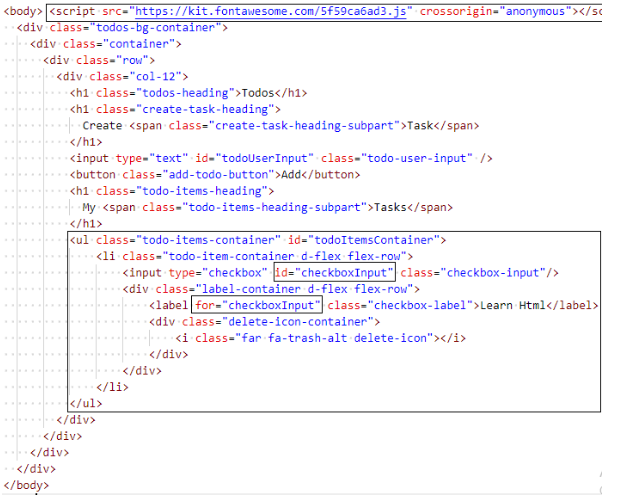 <body> <script src="https://kit.fontawesome.com/5f59ca6ad3.js" crossorigin="anonymous"></sc
<div class="todos-bg-container">
<div class="container">
<div class="row">
<div class="col-12">
<h1 class="todos-heading">Todos</h1>
<h1 class="create-task-heading">
Create <span class="create-task-heading-subpart">Task</span>
</h1>
<input type="text" id="todoUserInput" class="todo-user-input" />
<button class="add-todo-button">Add</button>
<h1 class="todo-items-heading">
My <span class="todo-items-heading-subpart">Tasks</span>
</h1>
<ul class="todo-items-container" id="todoItemsContainer">
<li class="todo-item-container d-flex flex-row">
<input type="checkbox" id="checkboxInput" class="checkbox-input"/>
<div class="label-container d-flex flex-row">
<label for="checkboxInput" class="checkbox-label">Learn Html</label>
<div class="delete-icon-container">
<i class="far fa-trash-alt delete-icon"></i>
</div>
</div>
</li>
</ul>
</div>
</div>
</div>
</div>
</body>